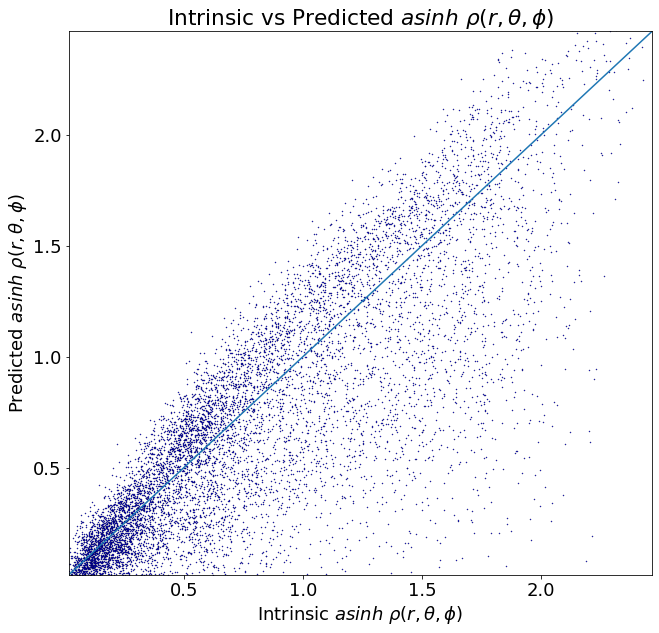 Intrinsic vs Predicted asinh ρ(r, θ, ϕ)
Predicted asinh ρ(r, θ, ϕ)
2.0
1.5
1.0
0.5
0.5 1.0 1.5 2.0
Intrinsic asinh ρ(r, θ, ϕ)